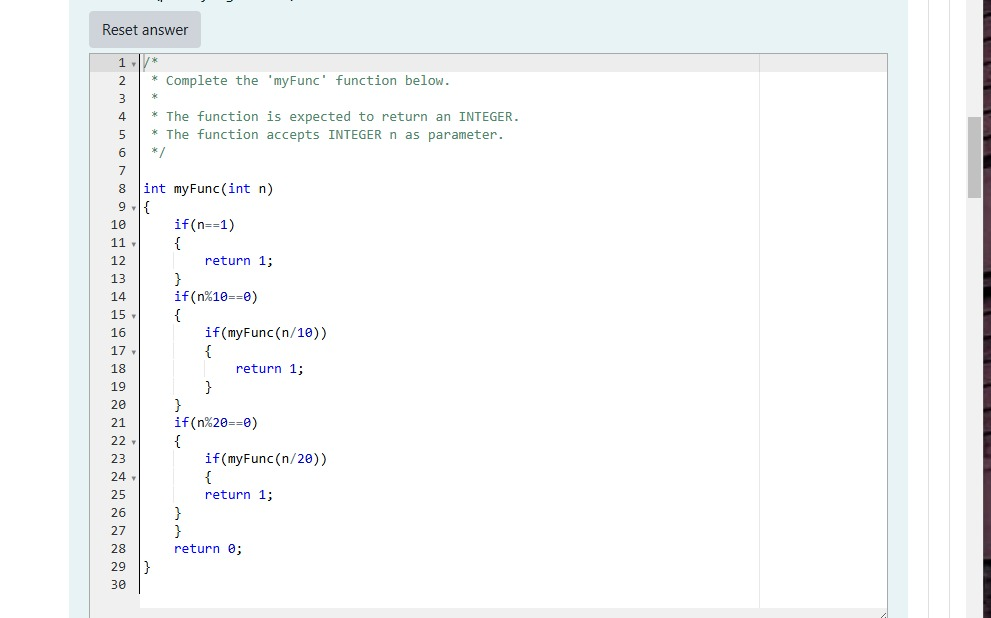 Reset answer
1 /*
2  * Complete the 'myFunc' function below.
3  *
4  * The function is expected to return an INTEGER.
5  * The function accepts INTEGER n as parameter.
6  */
7
8 int myFunc(int n)
9 {
10     if(n==1)
11     {
12         return 1;
13     }
14     if(n%10==0)
15     {
16         if(myFunc(n/10))
17         {
18             return 1;
19         }
20     }
21     if(n%20==0)
22     {
23         if(myFunc(n/20))
24         {
25         return 1;
26     }
27     }
28     return 0;
29 }
30